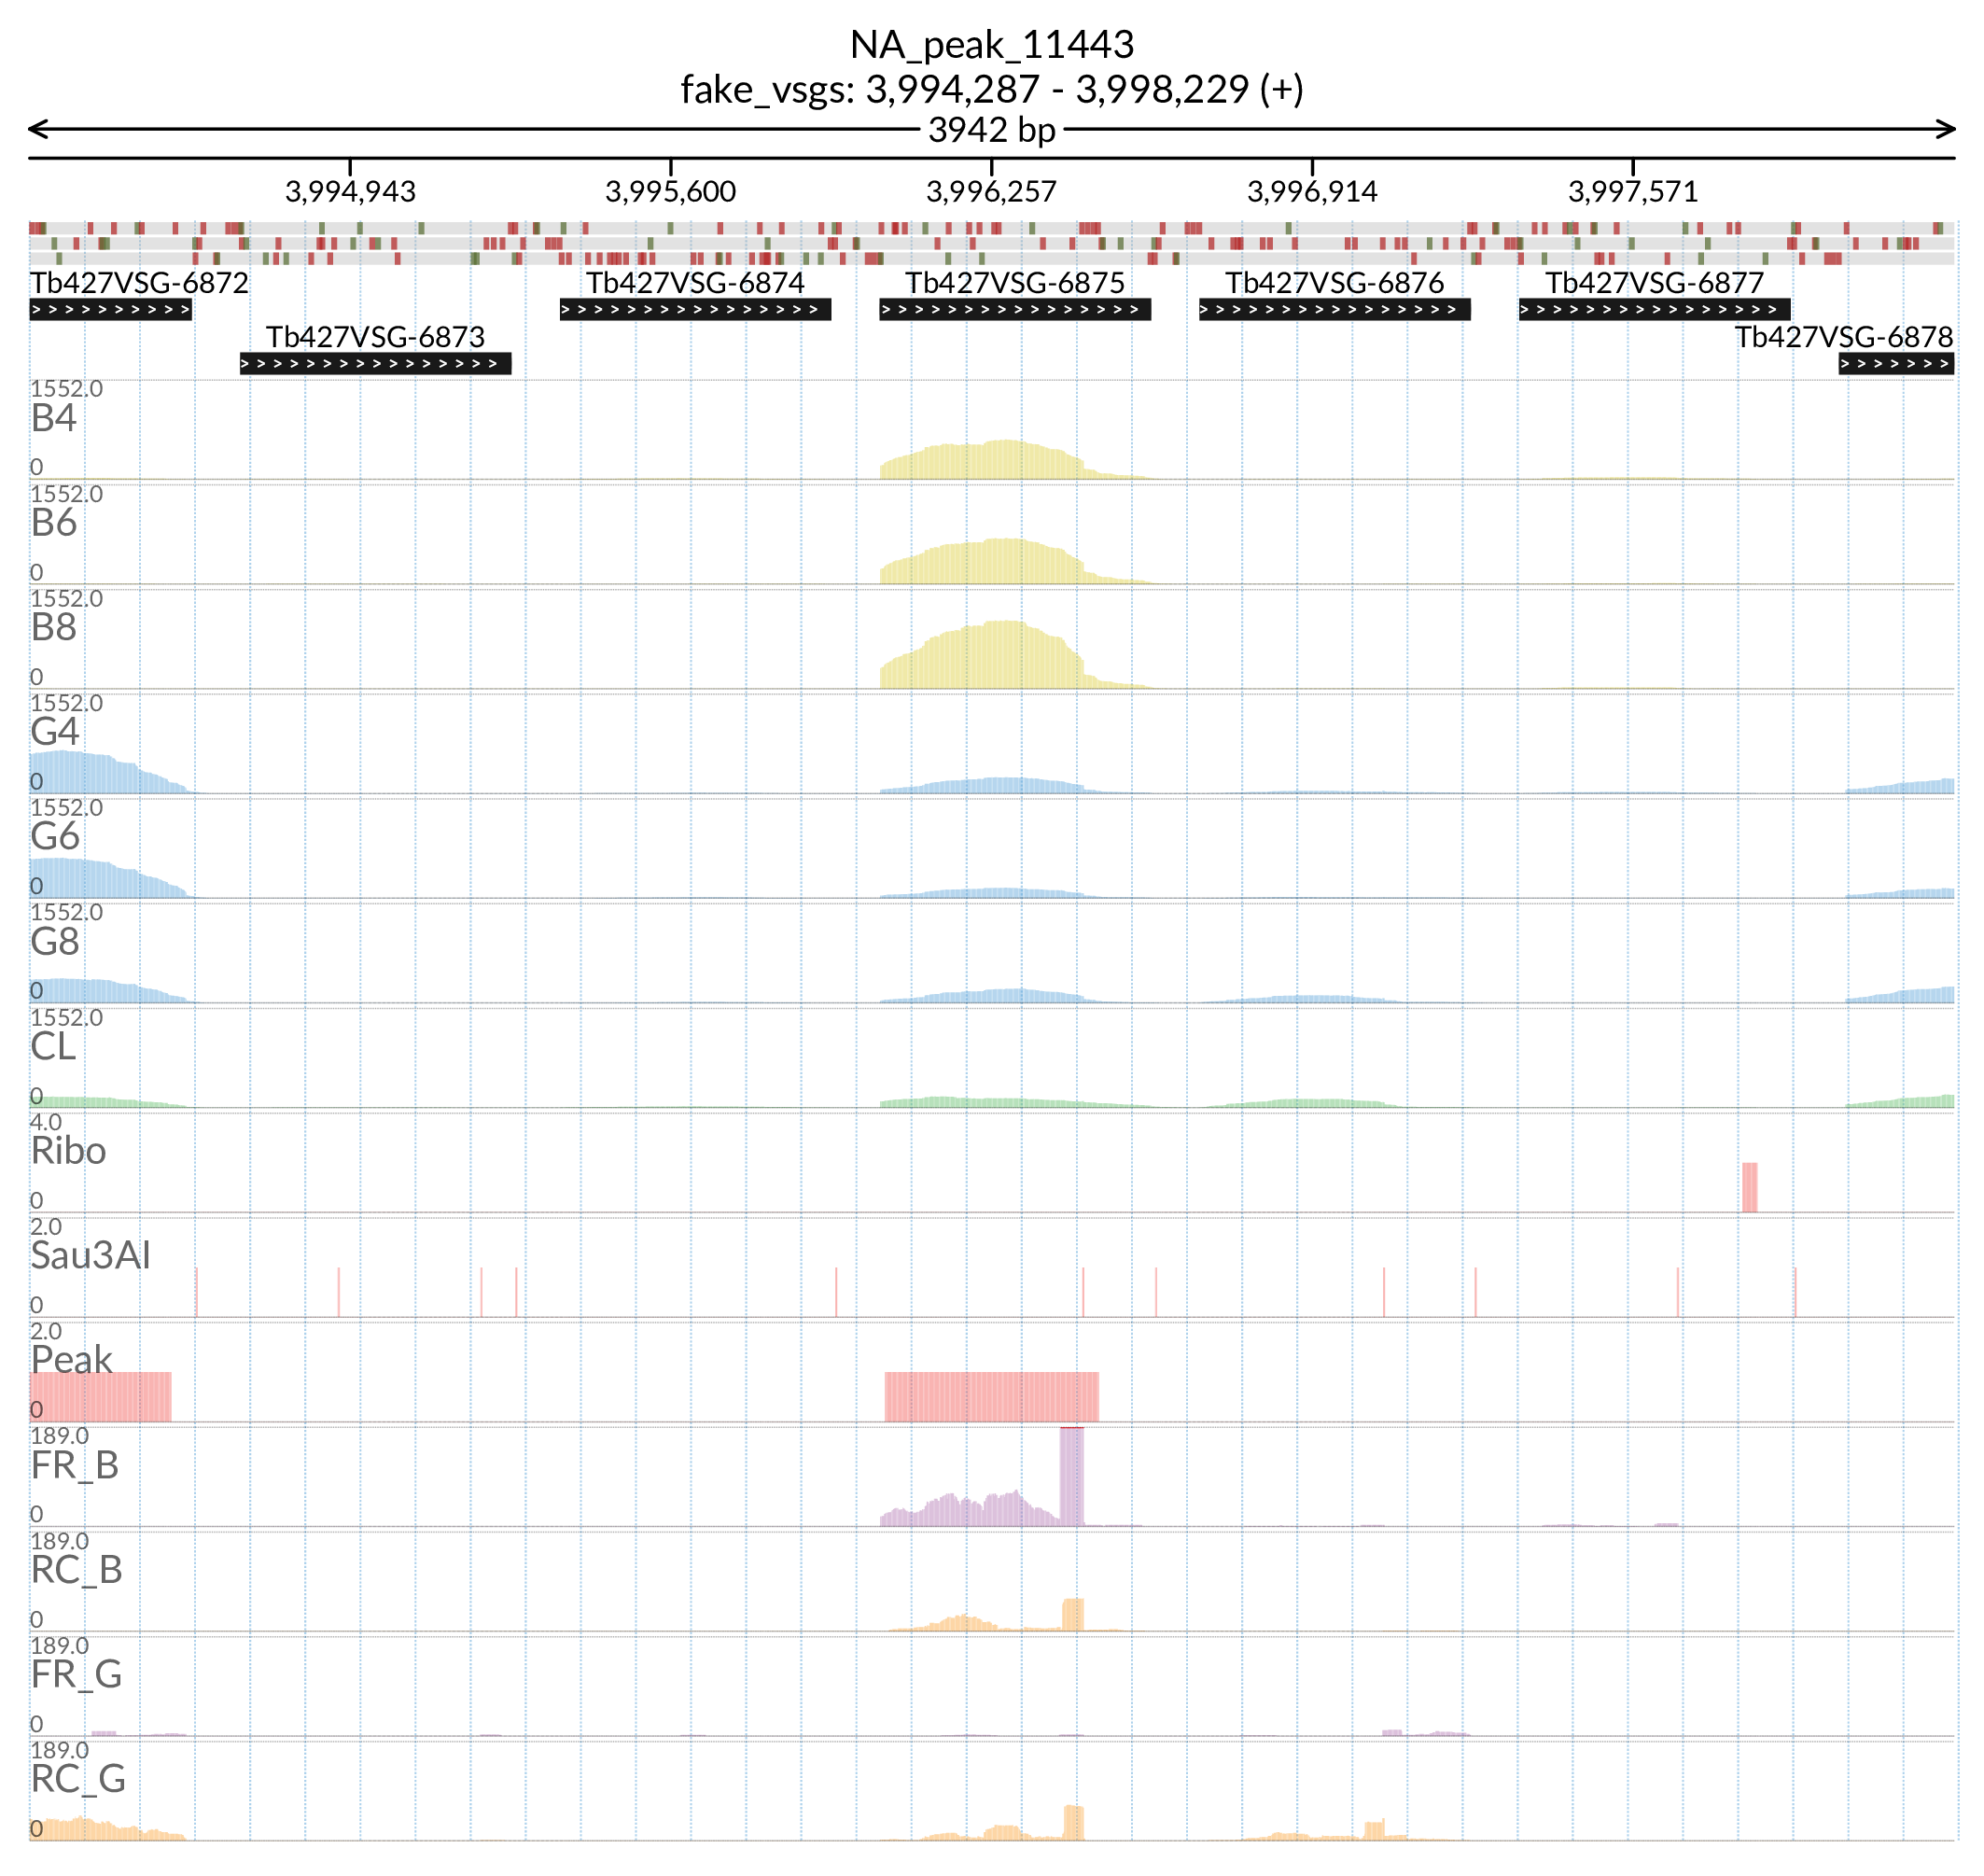 NA_peak_11443
fake_vsgs: 3,994,287 - 3,998,229 (+)
3942 bp
3,994,943 3,995,600 3,996,257 3,996,914 3,997,571
Tb427VSG-6872 Tb427VSG-6874 Tb427VSG-6875 Tb427VSG-6876 Tb427VSG-6877
Tb427VSG-6873 Tb427VSG-6878
1552.0
B4
0
1552.0
B6
0
1552.0
B8
0
1552.0
G4
0
1552.0
G6
0
1552.0
G8
0
1552.0
CL
0
4.0
Ribo
0
2.0
Sau3AI
0
2.0
Peak
0
189.0
FR_B
0
189.0
RC_B
0
189.0
FR_G
0
189.0
RC_G
0